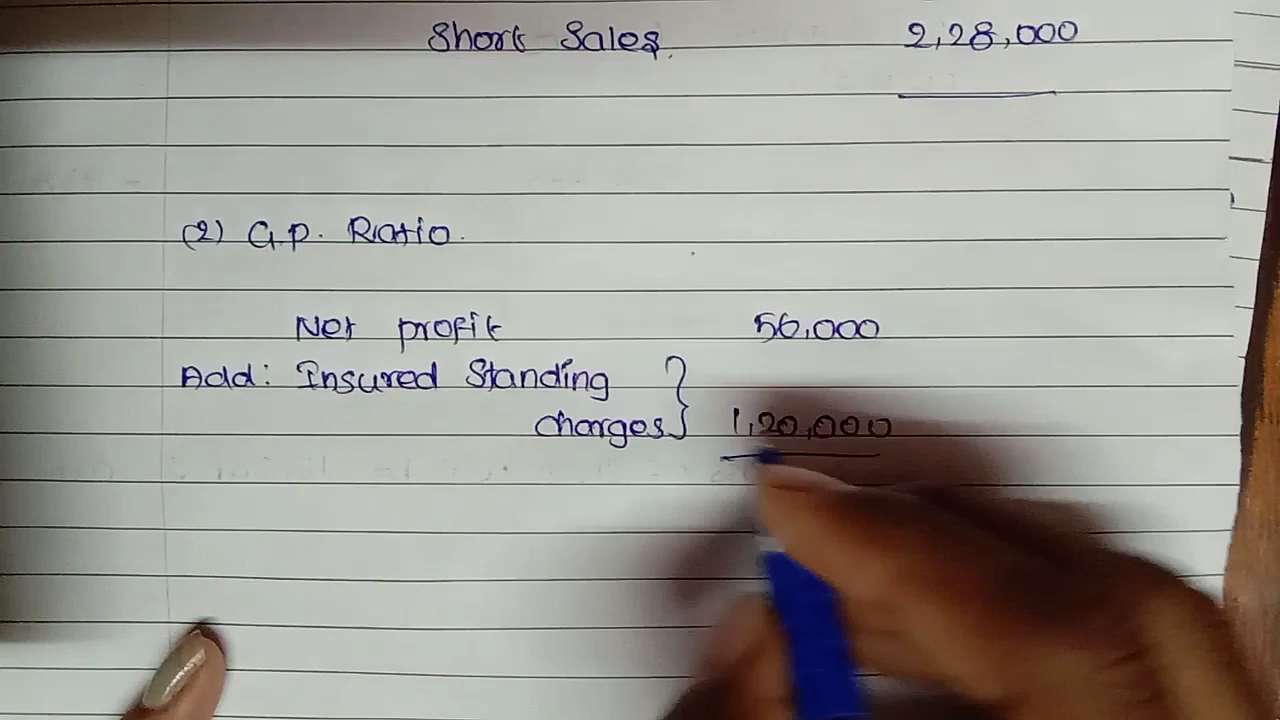 Short Sales. 2,28,000
(2) G.P. Ratio.
Net profit 56,000
Add: Insured Standing
charges } 1,20,000